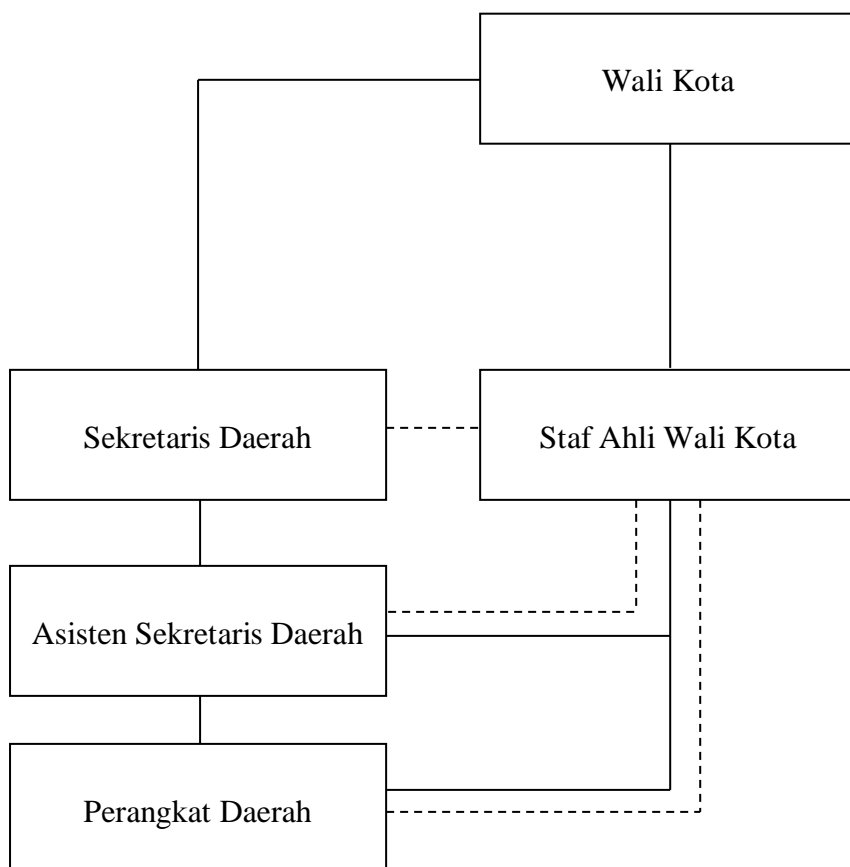 Wali Kota
Sekretaris Daerah
Staf Ahli Wali Kota
Asisten Sekretaris Daerah
Perangkat Daerah